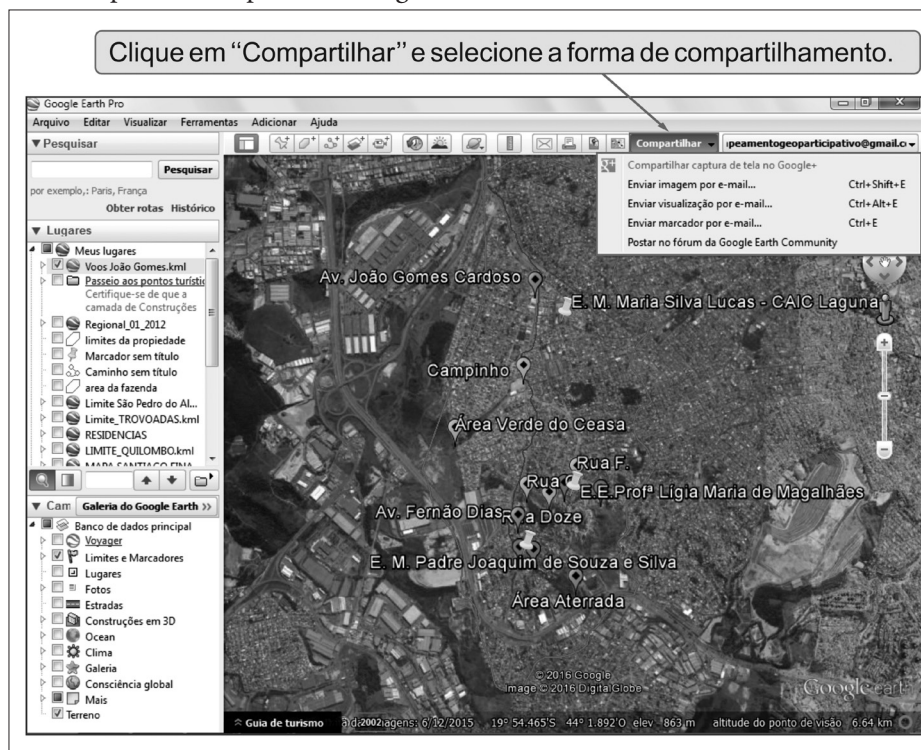 Clique em “Compartilhar” e selecione a forma de compartilhamento.
Google Earth Pro
Arquivo Editar Visualizar Ferramentas Adicionar Ajuda
Pesquisar
Pesquisar
por exemplo,: Paris, França
Obter rotas Histórico
Compartilhar
peamentogeoparticipativo@gmail.c
Compartilhar captura de tela no Google+
Enviar imagem por e-mail... Ctrl+Shift+E
Enviar visualização por e-mail... Ctrl+Alt+E
Enviar marcador por e-mail... Ctrl+E
Postar no fórum da Google Earth Community
Lugares
Meus lugares
Voos João Gomes.kml
Passeio aos pontos turístic
Certifique-se de que a
camada de Construções
Regional_01_2012
limites da propiedade
Marcador sem título
Caminho sem título
area da fazenda
Limite São Pedro do Al...
Limite_TROVOADAS.kml
RESIDENCIAS
LIMITE_QUILOMBO.kml
MAPA SANTIAGO FINA
Cam Galeria do Google Earth >>
Banco de dados principal
Voyager
Limites e Marcadores
Lugares
Fotos
Estradas
Construções em 3D
Ocean
Clima
Galeria
Consciência global
Mais
Terreno
Av. João Gomes Cardoso
E. M. Maria Silva Lucas - CAIC Laguna
Campinho
Área Verde do Ceasa
Rua F.
Rua
E.E.Profª Lígia Maria de Magalhães
Av. Fernão Dias
Rua Doze
E. M. Padre Joaquim de Souza e Silva
Área Aterrada
© 2016 Google
Image © 2016 DigitalGlobe
Google earth
Guia de turismo
2002
agens: 6/12/2015 19° 54.465'S 44° 1.892'O elev 863 m altitude do ponto de visão 6.64 km